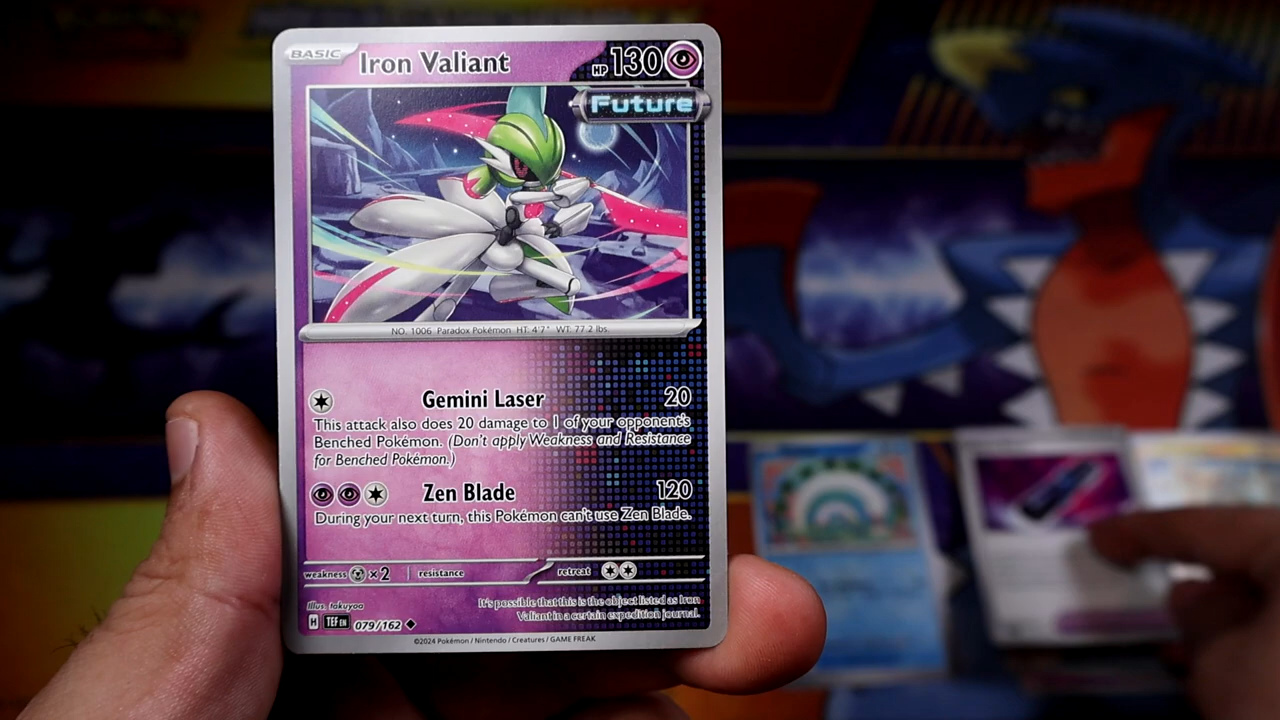 BASIC Iron Valiant HP 130
Future
NO. 1006 Paradox Pokémon HT: 4'7" WT: 77.2 lbs.
Gemini Laser 20
This attack also does 20 damage to 1 of your opponent's
Benched Pokémon. (Don't apply Weakness and Resistance
for Benched Pokémon.)
Zen Blade 120
During your next turn, this Pokémon can't use Zen Blade.
weakness ×2 resistance retreat
Illus. takuyoa
It's possible that this is the object listed as Iron
Valiant in a certain expedition journal.
H TEF EN 079/162
©2024 Pokémon / Nintendo / Creatures / GAME FREAK